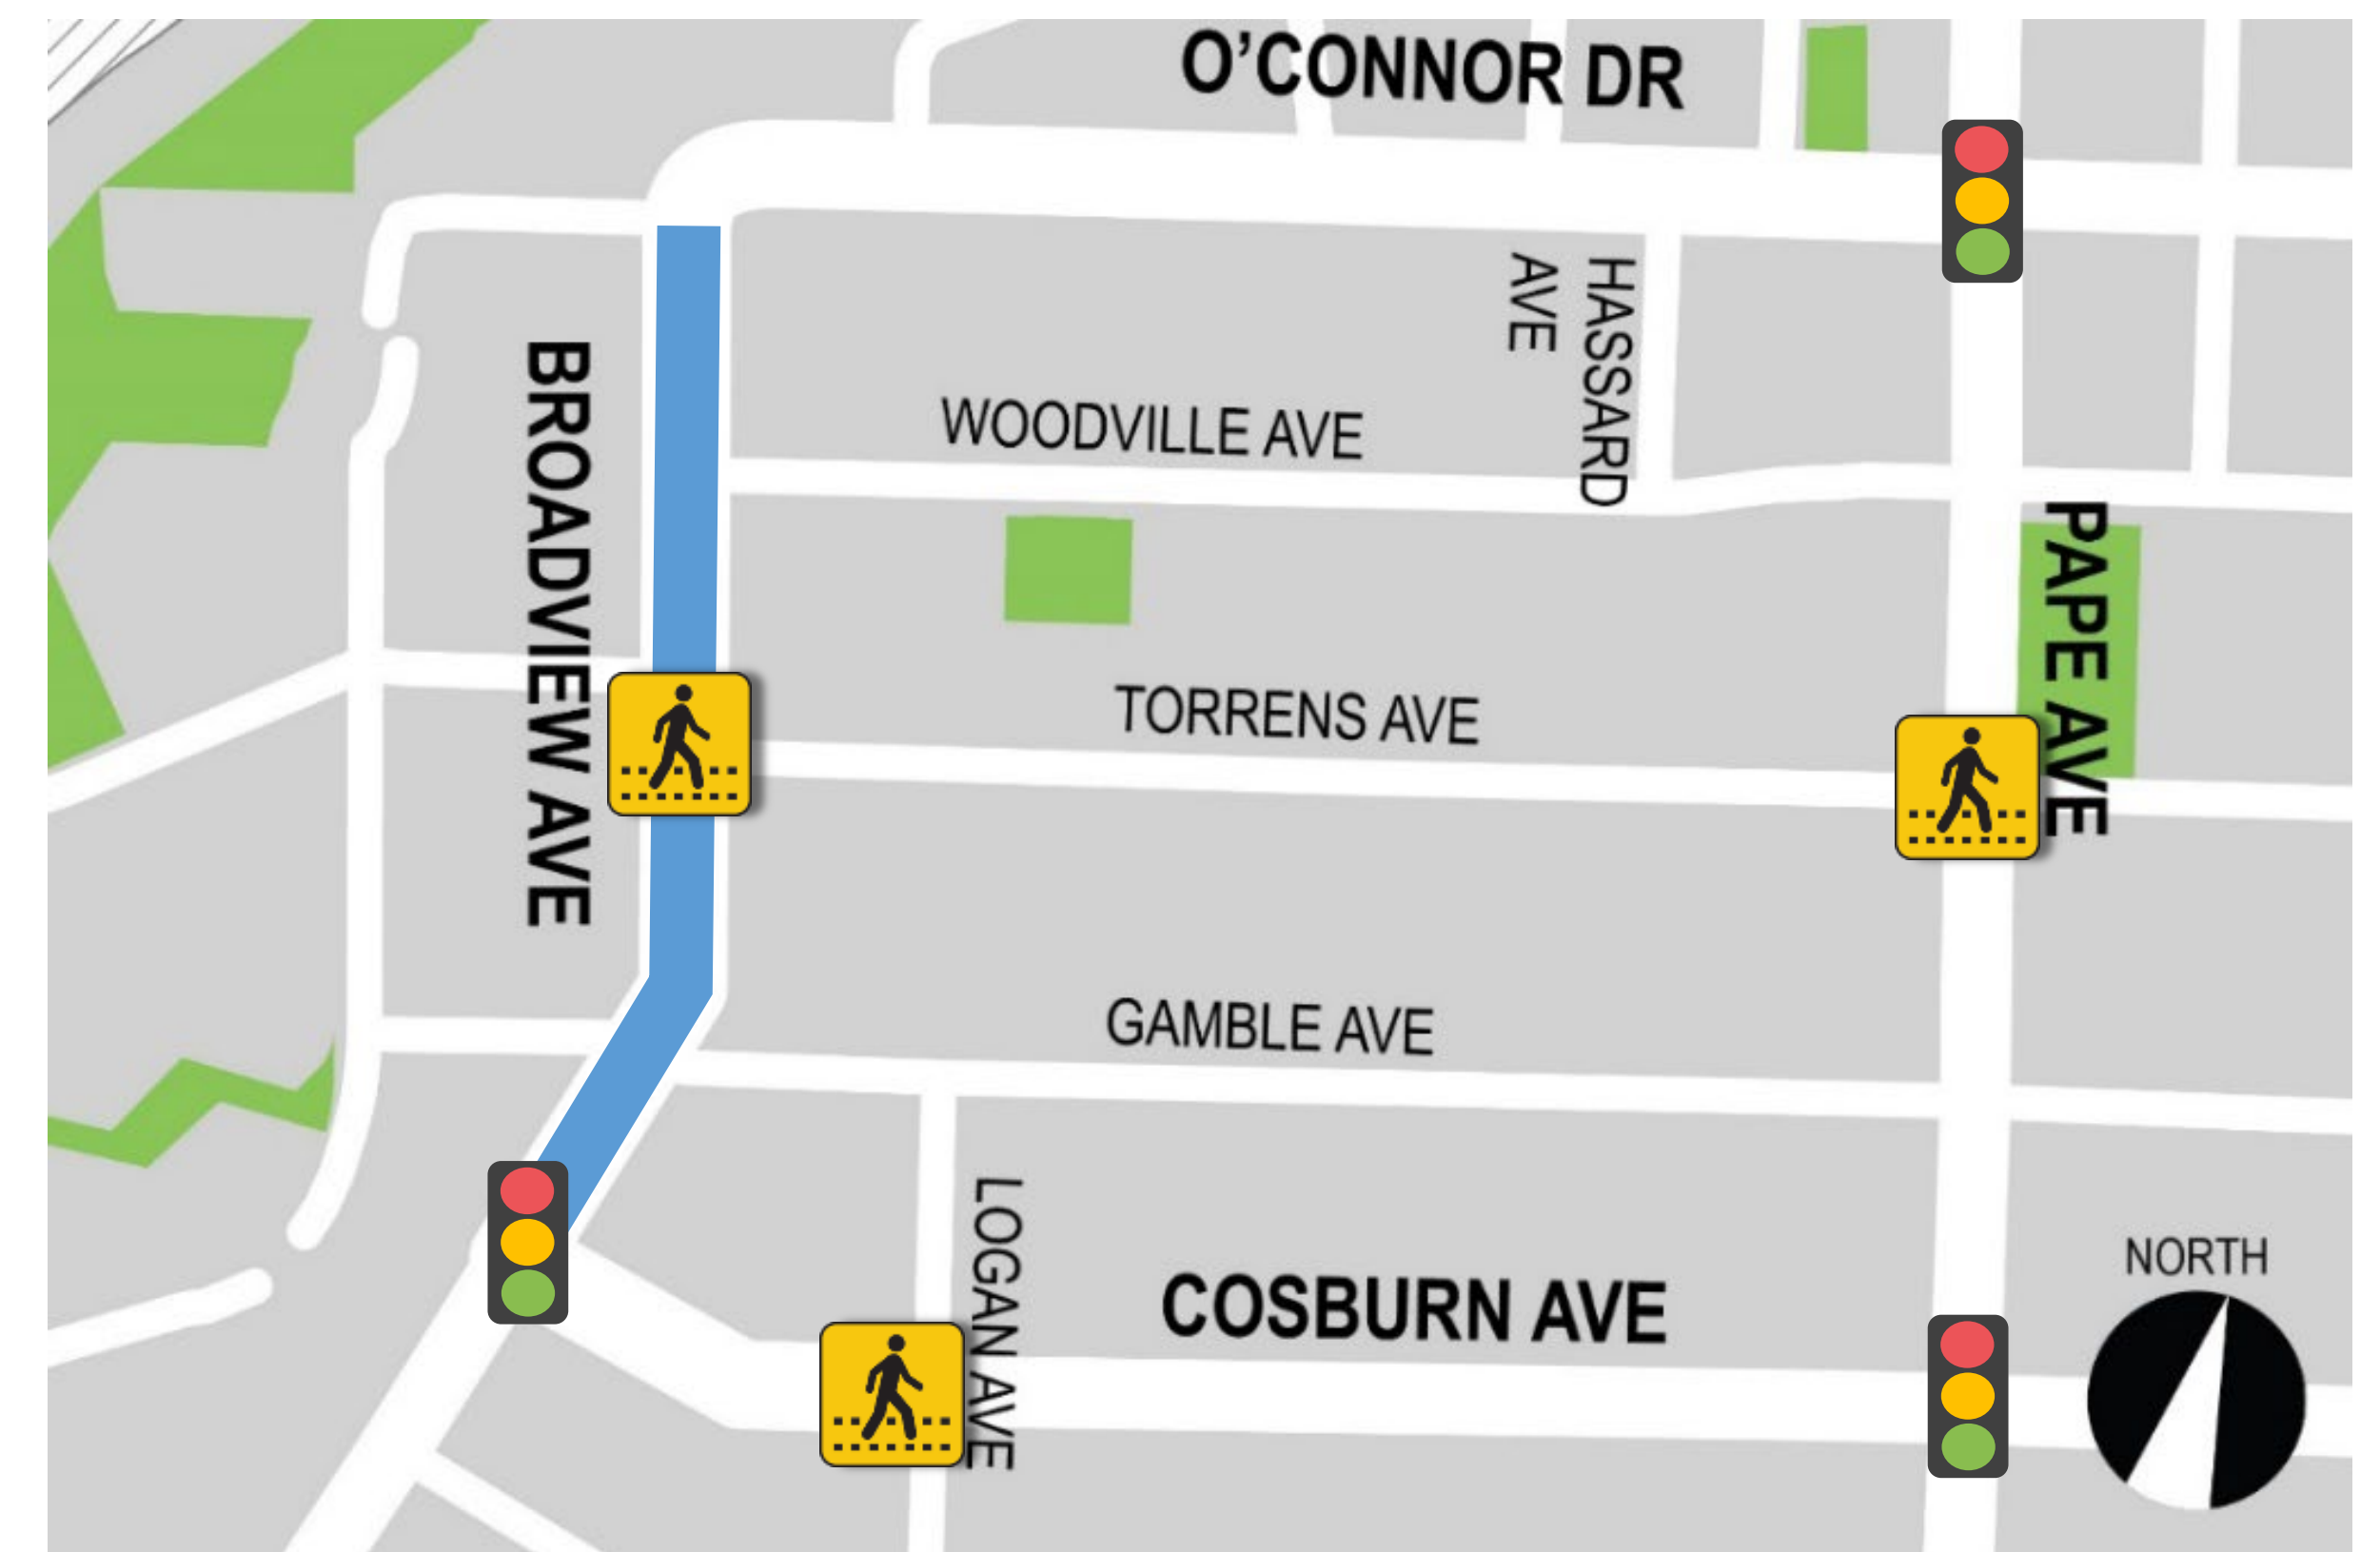 O'CONNOR DR
HASSARD
AVE
BROADVIEW AVE
WOODVILLE AVE
PAPE AVE
TORRENS AVE
GAMBLE AVE
LOGAN AVE
COSBURN AVE
NORTH